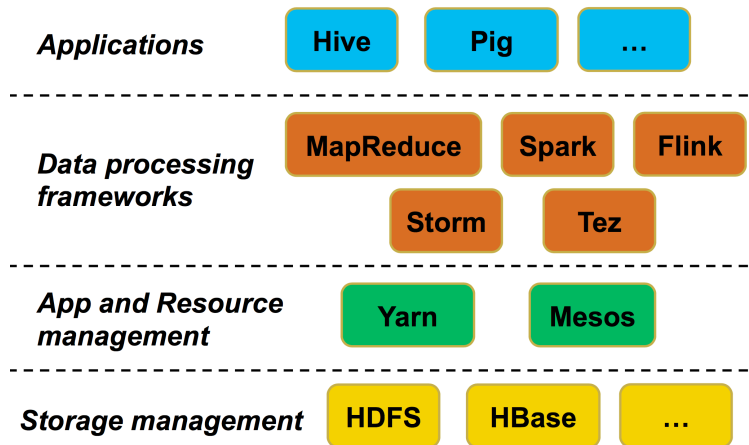 Applications
Hive
Pig
...
Data processing
frameworks
MapReduce
Spark
Flink
Storm
Tez
App and Resource
management
Yarn
Mesos
Storage management
HDFS
HBase
...